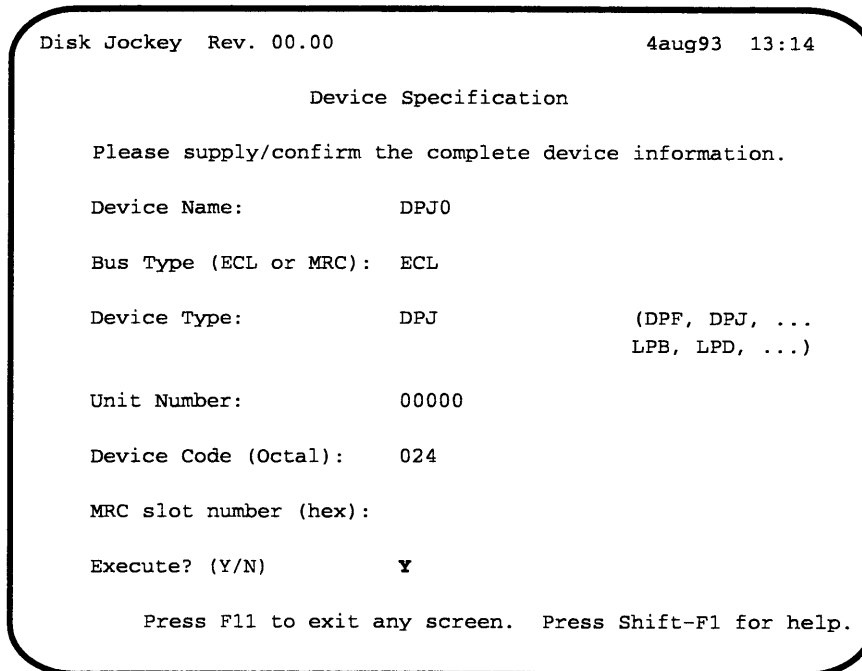 Disk Jockey Rev. 00.00 4aug93 13:14
Device Specification
Please supply/confirm the complete device information.
Device Name: DPJ0
Bus Type (ECL or MRC): ECL
Device Type: DPJ (DPF, DPJ, ...
LPB, LPD, ...)
Unit Number: 00000
Device Code (Octal): 024
MRC slot number (hex):
Execute? (Y/N) Y
Press F11 to exit any screen. Press Shift-F1 for help.